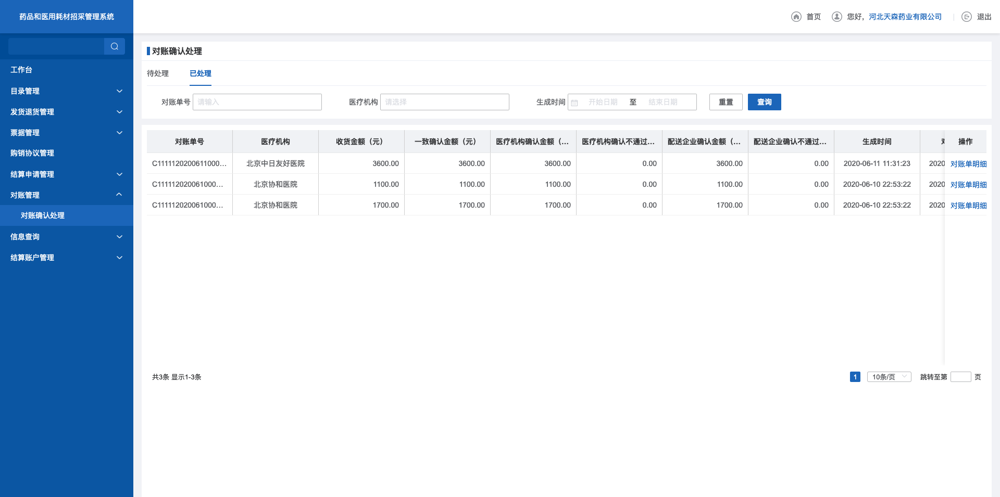 药品和医用耗材招采管理系统
首页 您好，河北天森药业有限公司 退出
工作台
目录管理
发货退货管理
票据管理
购销协议管理
结算申请管理
对账管理
对账确认处理
信息查询
结算账户管理
对账确认处理
待处理 已处理
对账单号 请输入 医疗机构 请选择 生成时间 开始日期 至 结束日期 重置 查询
对账单号 医疗机构 收货金额（元） 一致确认金额（元） 医疗机构确认金额（... 医疗机构确认不通过... 配送企业确认金额（... 配送企业确认不通过... 生成时间 操作
C1111120200611000... 北京中日友好医院 3600.00 3600.00 3600.00 0.00 3600.00 0.00 2020-06-11 11:31:23 2020 对账单明细
C111112020061000... 北京协和医院 1100.00 1100.00 1100.00 0.00 1100.00 0.00 2020-06-10 22:53:22 2020 对账单明细
C111112020061000... 北京协和医院 1700.00 1700.00 1700.00 0.00 1700.00 0.00 2020-06-10 22:53:22 2020 对账单明细
共3条 显示1-3条 1 10条/页 跳转至第 页